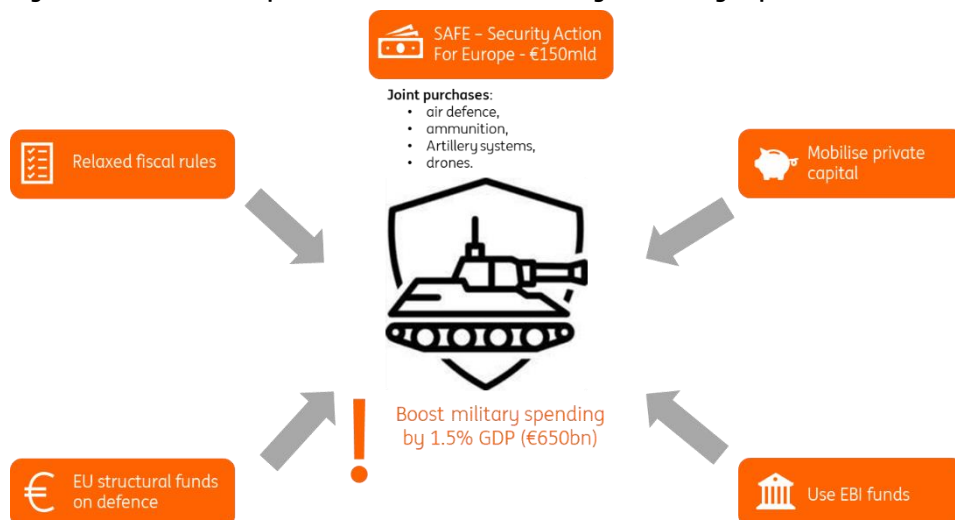 SAFE – Security Action
For Europe - €150mld
Joint purchases:
• air defence,
• ammunition,
• Artillery systems,
• drones.
Relaxed fiscal rules
Mobilise private
capital
! Boost military spending
by 1.5% GDP (€650bn)
€ EU structural funds
on defence
Use EBI funds